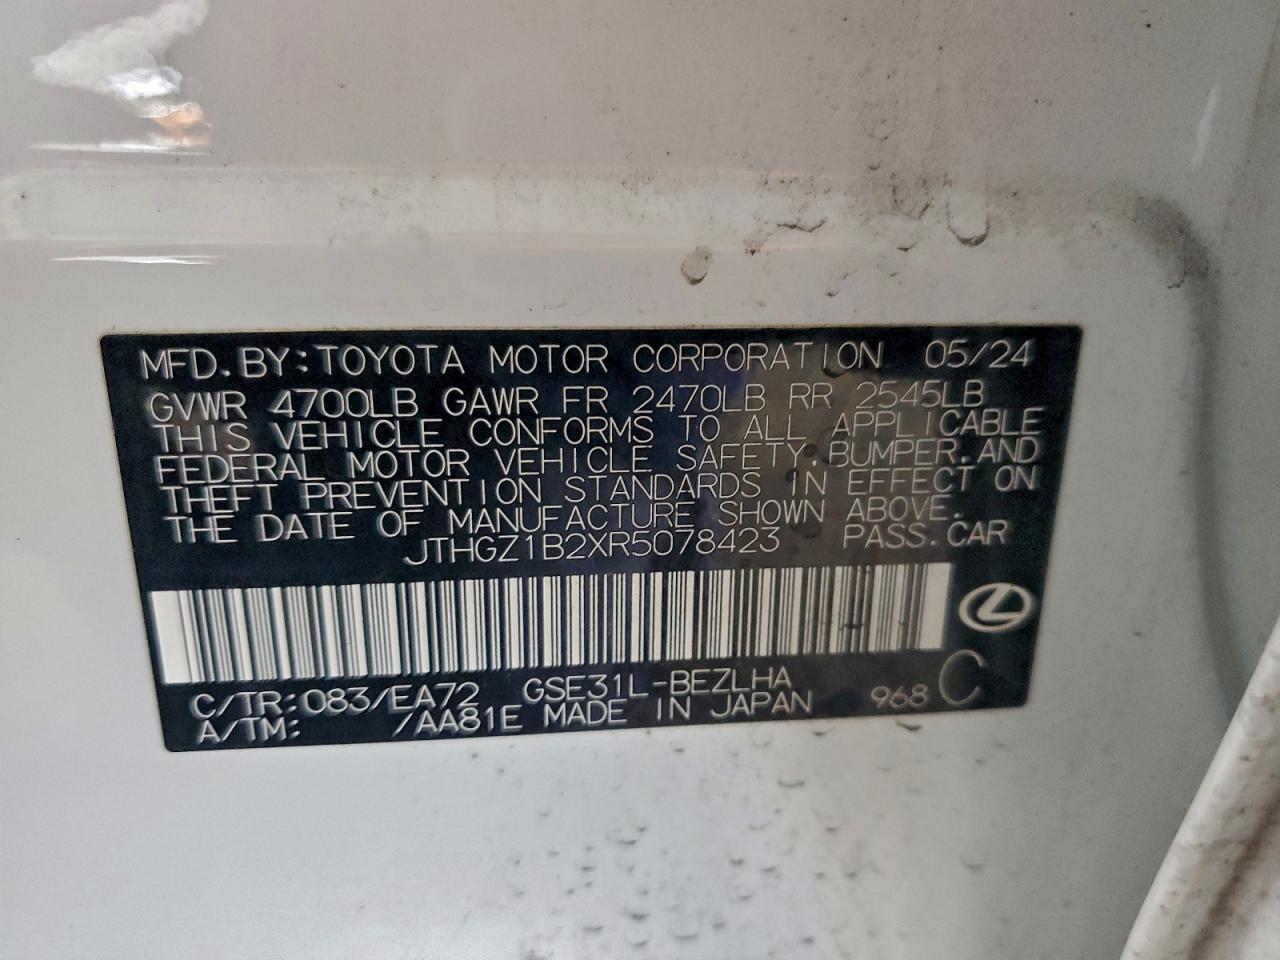 MFD. BY: TOYOTA MOTOR CORPORATION 05/24
GVWR 4700LB GAWR FR 2470LB RR 2545LB
THIS VEHICLE CONFORMS TO ALL APPLICABLE
FEDERAL MOTOR VEHICLE SAFETY, BUMPER, AND
THEFT PREVENTION STANDARDS IN EFFECT ON
THE DATE OF MANUFACTURE SHOWN ABOVE.
JTHGZ1B2XR5078423 PASS. CAR
C/TR: 083/EA72 GSE31L-BEZLHA 968 C
A/TM: /AA81E MADE IN JAPAN